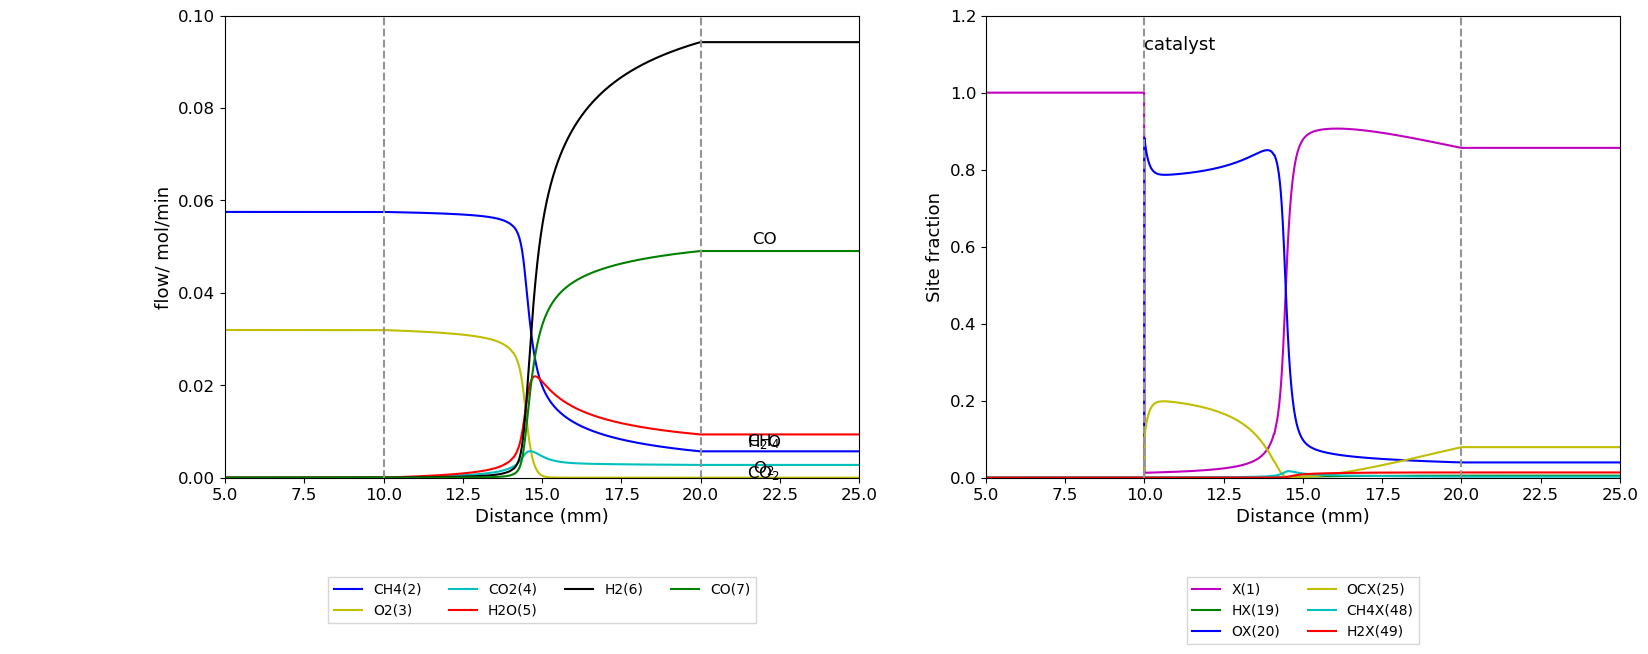 0.10
0.08
0.06
0.04
0.02
0.00
flow/ mol/min
CO
O₂
CO₂
5.0 7.5 10.0 12.5 15.0 17.5 20.0 22.5 25.0
Distance (mm)
CH4(2) CO2(4) H2(6) CO(7)
O2(3) H2O(5)
1.2
1.0
0.8
0.6
0.4
0.2
0.0
Site fraction
catalyst
5.0 7.5 10.0 12.5 15.0 17.5 20.0 22.5 25.0
Distance (mm)
X(1) OCX(25)
HX(19) CH4X(48)
OX(20) H2X(49)